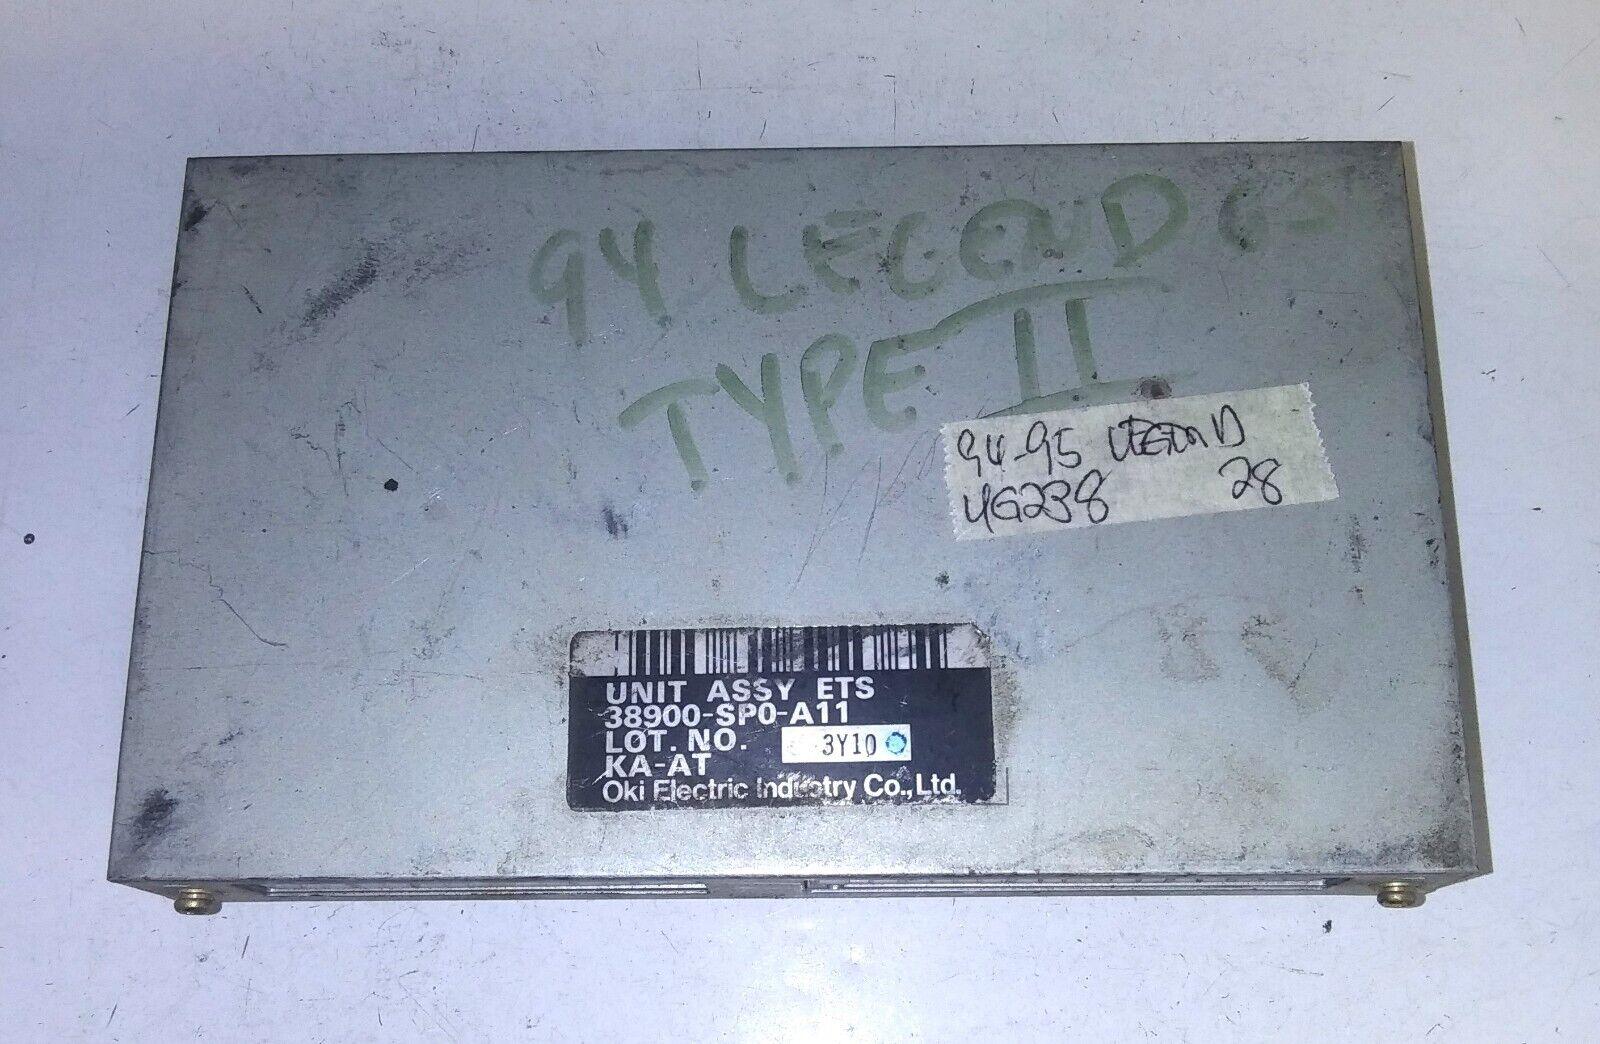 94 LEGEND GS
TYPE II
94-95 LEGEND
4G238 28
UNIT ASSY ETS
38900-SP0-A11
LOT. NO. 3Y10
KA-AT
Oki Electric Industry Co., Ltd.